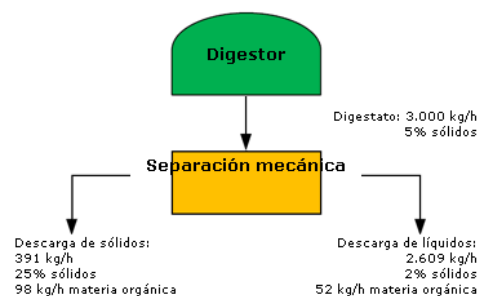 Digestor
Digestato: 3.000 kg/h
5% sólidos
Separación mecánica
Descarga de sólidos:
391 kg/h
25% sólidos
98 kg/h materia orgánica
Descarga de líquidos:
2.609 kg/h
2% sólidos
52 kg/h materia orgánica